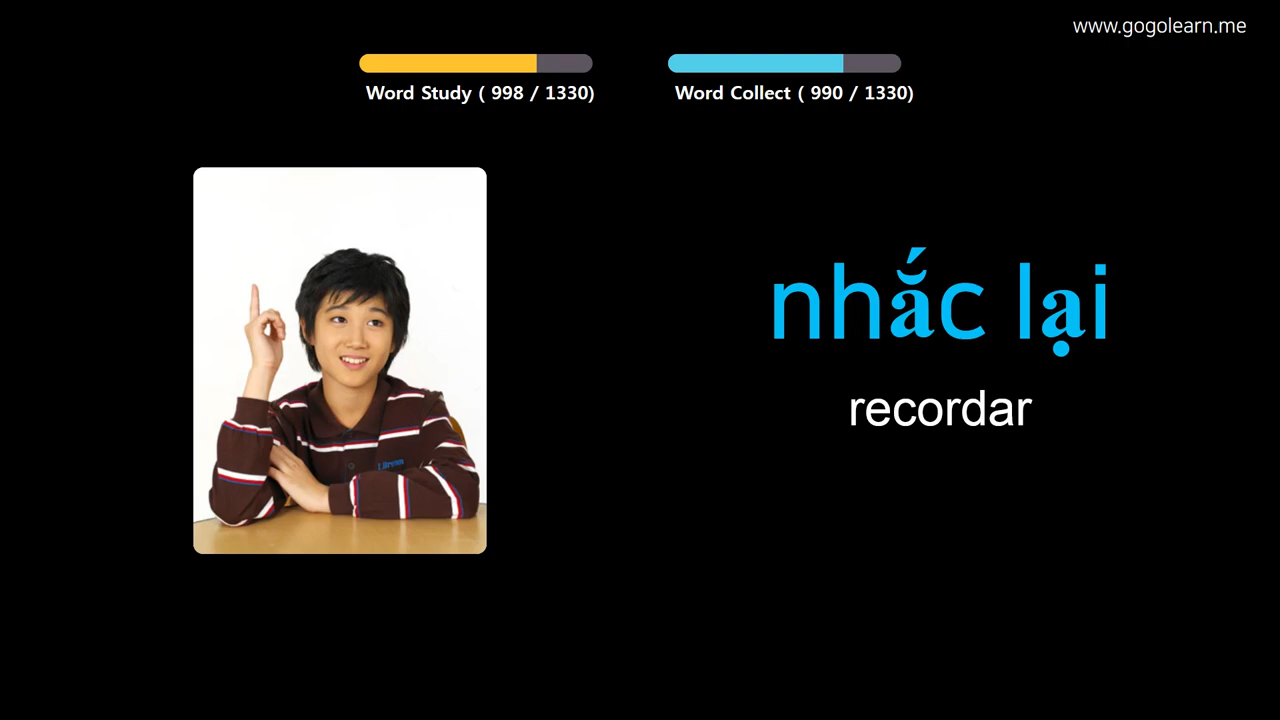 www.gogolearn.me
Word Study ( 998 / 1330)
Word Collect ( 990 / 1330)
nhắc lại
recordar